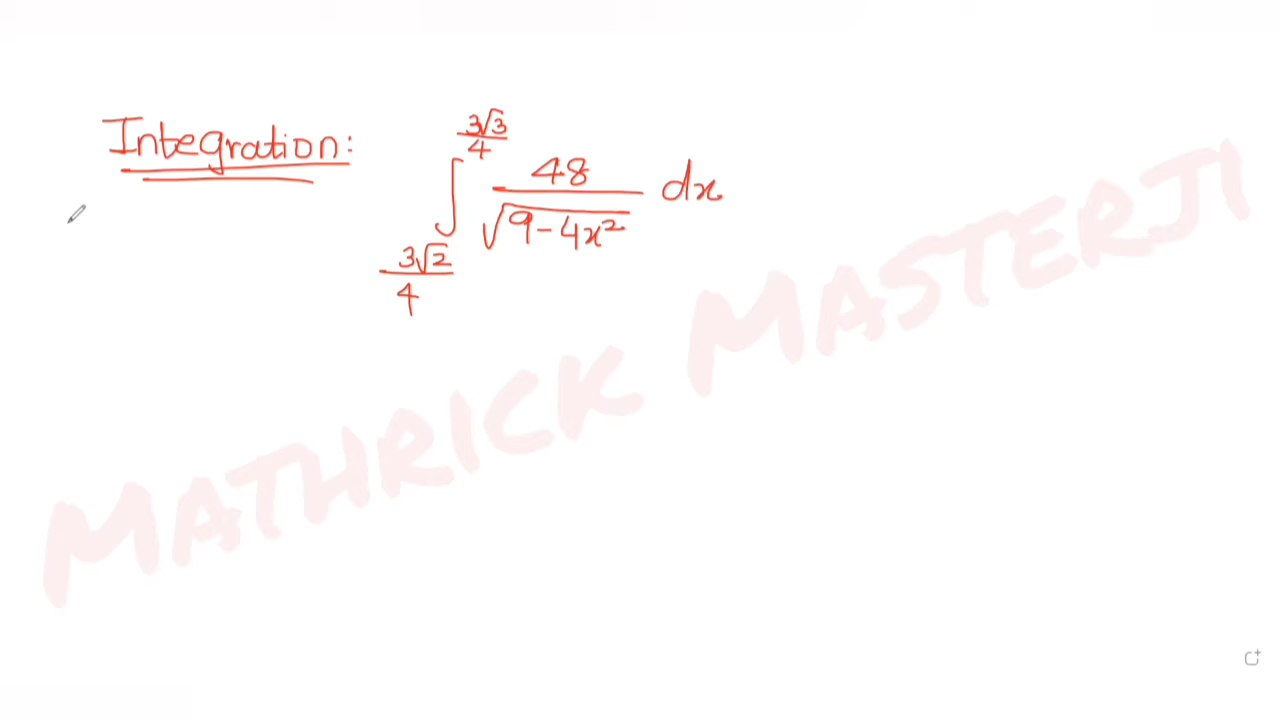 Integration: ∫_{3√2/4}^{3√3/4} 48/√(9-4x²) dx
MATHRICK MASTERJI